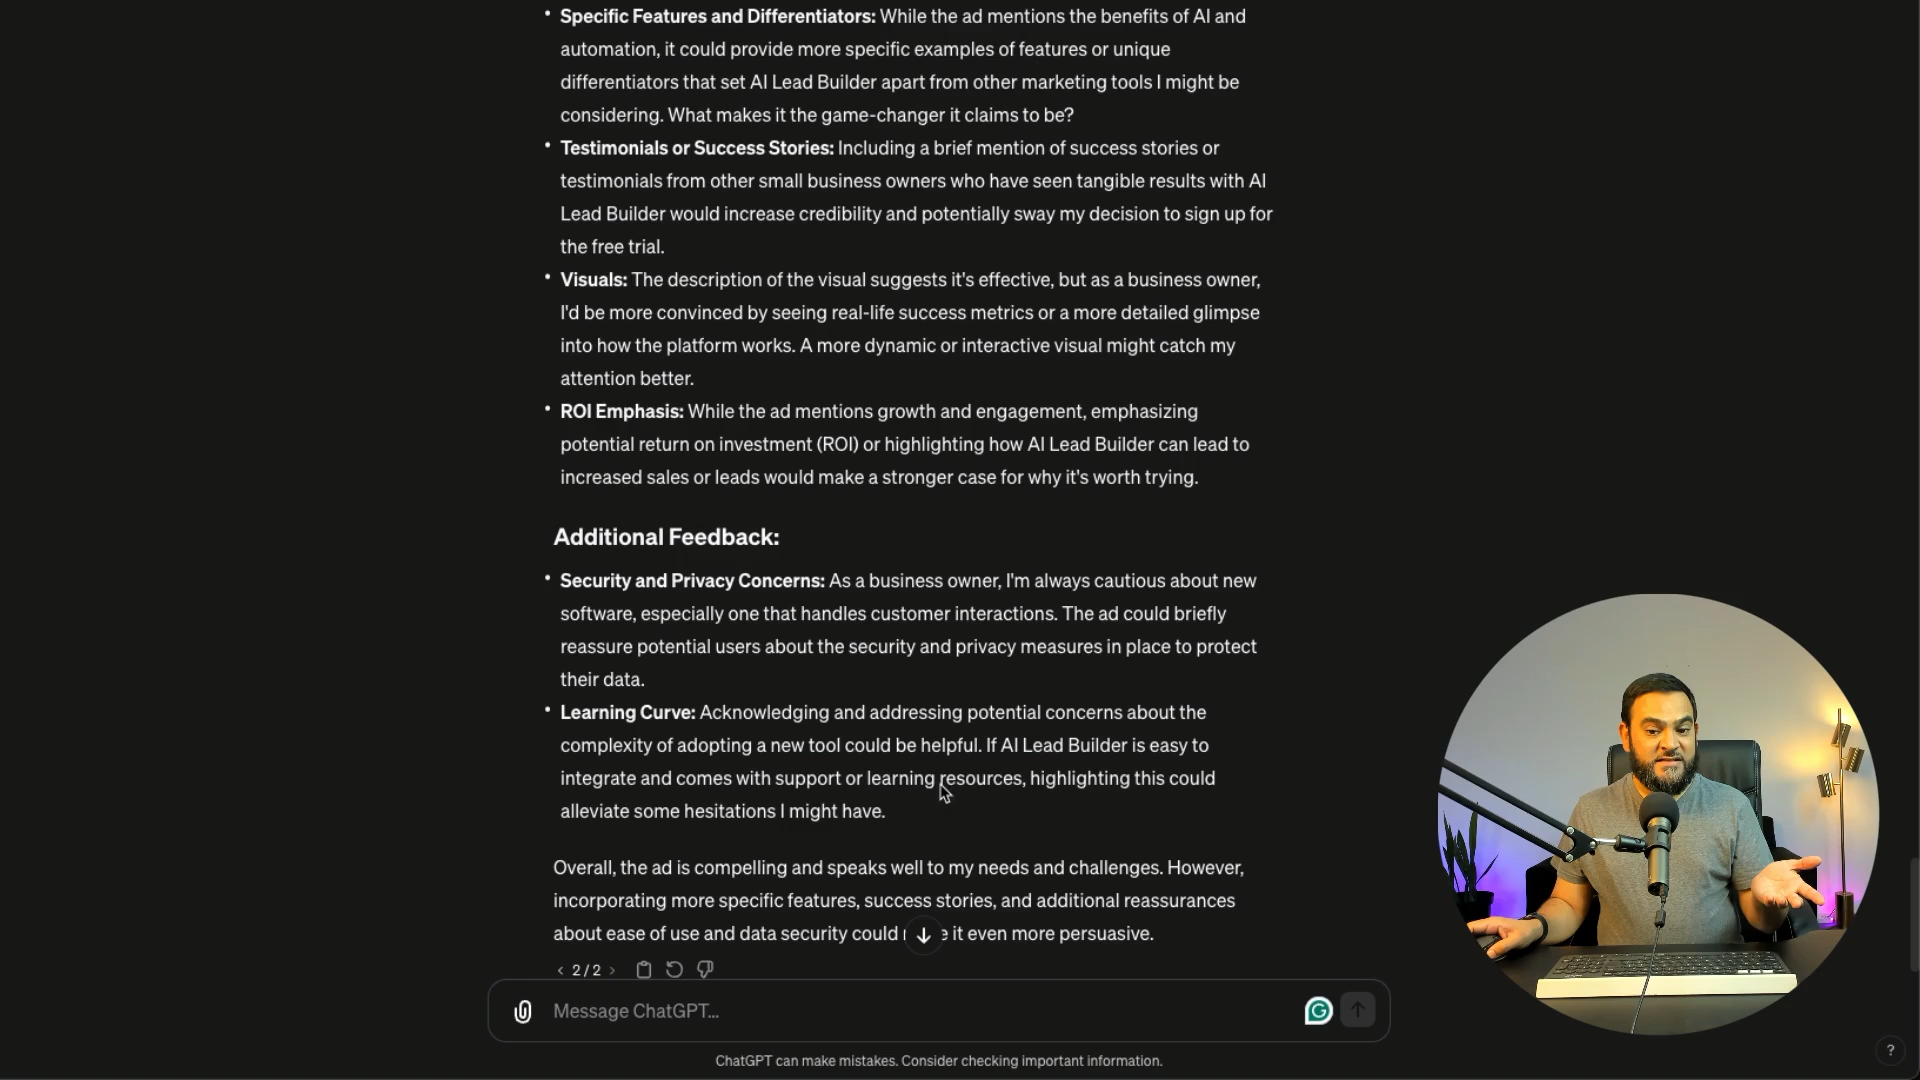 • Specific Features and Differentiators: While the ad mentions the benefits of AI and
automation, it could provide more specific examples of features or unique
differentiators that set AI Lead Builder apart from other marketing tools I might be
considering. What makes it the game-changer it claims to be?
• Testimonials or Success Stories: Including a brief mention of success stories or
testimonials from other small business owners who have seen tangible results with AI
Lead Builder would increase credibility and potentially sway my decision to sign up for
the free trial.
• Visuals: The description of the visual suggests it's effective, but as a business owner,
I'd be more convinced by seeing real-life success metrics or a more detailed glimpse
into how the platform works. A more dynamic or interactive visual might catch my
attention better.
• ROI Emphasis: While the ad mentions growth and engagement, emphasizing
potential return on investment (ROI) or highlighting how AI Lead Builder can lead to
increased sales or leads would make a stronger case for why it's worth trying.
Additional Feedback:
• Security and Privacy Concerns: As a business owner, I'm always cautious about new
software, especially one that handles customer interactions. The ad could briefly
reassure potential users about the security and privacy measures in place to protect
their data.
• Learning Curve: Acknowledging and addressing potential concerns about the
complexity of adopting a new tool could be helpful. If AI Lead Builder is easy to
integrate and comes with support or learning resources, highlighting this could
alleviate some hesitations I might have.
Overall, the ad is compelling and speaks well to my needs and challenges. However,
incorporating more specific features, success stories, and additional reassurances
about ease of use and data security could it even more persuasive.
< 2/2 >
Message ChatGPT...
ChatGPT can make mistakes. Consider checking important information.
?